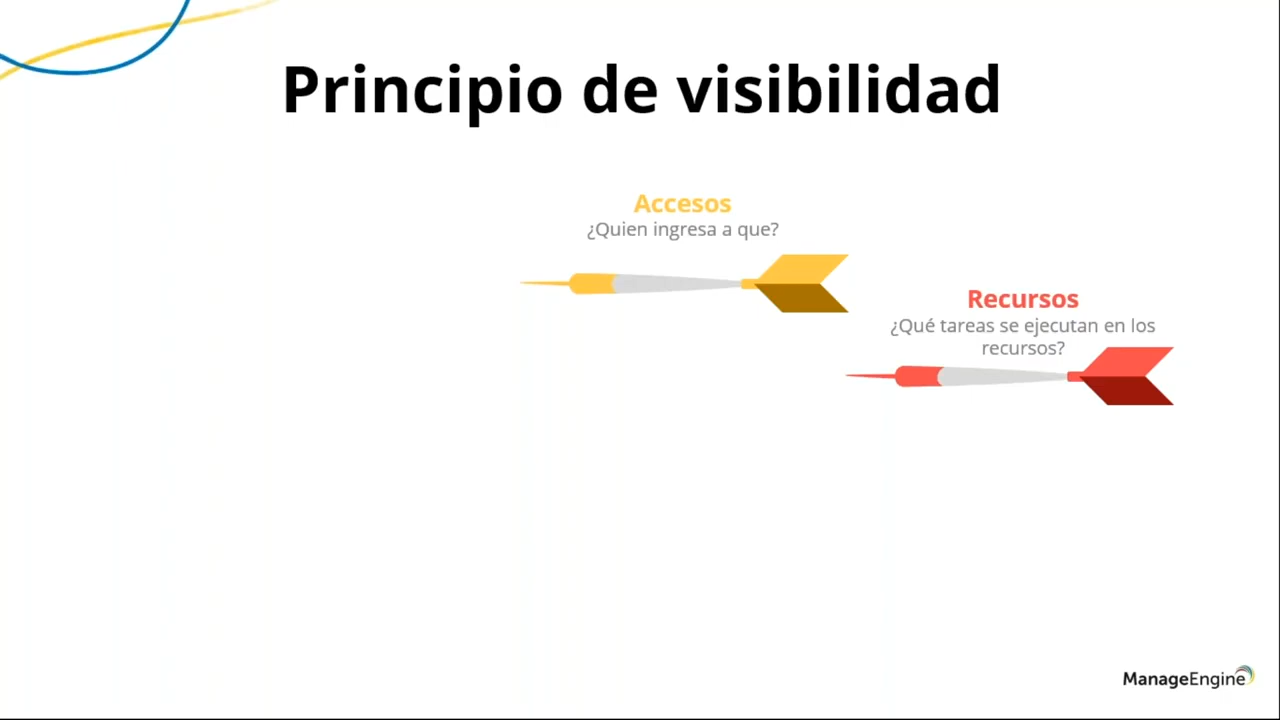 Principio de visibilidad
Accesos
¿Quien ingresa a que?
Recursos
¿Qué tareas se ejecutan en los
recursos?
ManageEngine